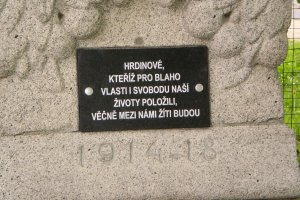 HRDINOVÉ,
KTEŘÍŽ PRO BLAHO
VLASTI I SVOBODU NAŠÍ
ŽIVOTY POLOŽILI,
VĚČNĚ MEZI NÁMI ŽÍTI BUDOU
1914-18